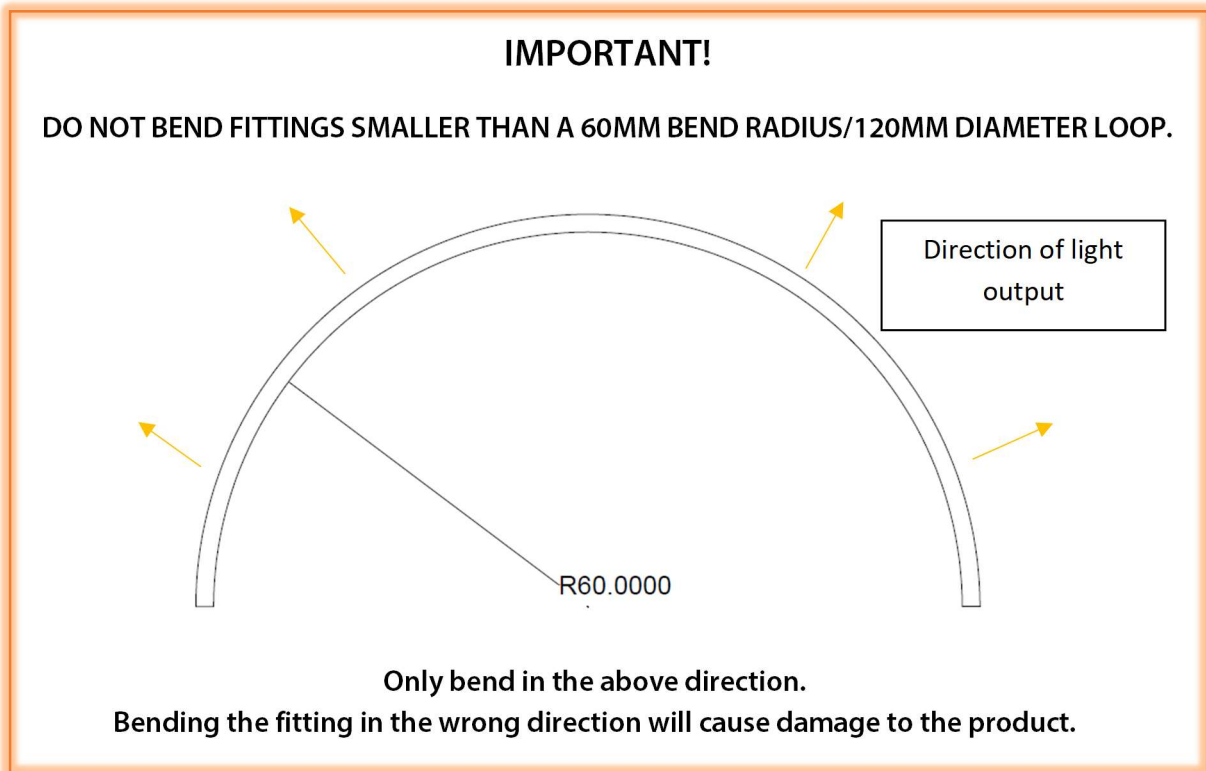 IMPORTANT!
DO NOT BEND FITTINGS SMALLER THAN A 60MM BEND RADIUS/120MM DIAMETER LOOP.
Direction of light
output
R60.0000
Only bend in the above direction.
Bending the fitting in the wrong direction will cause damage to the product.